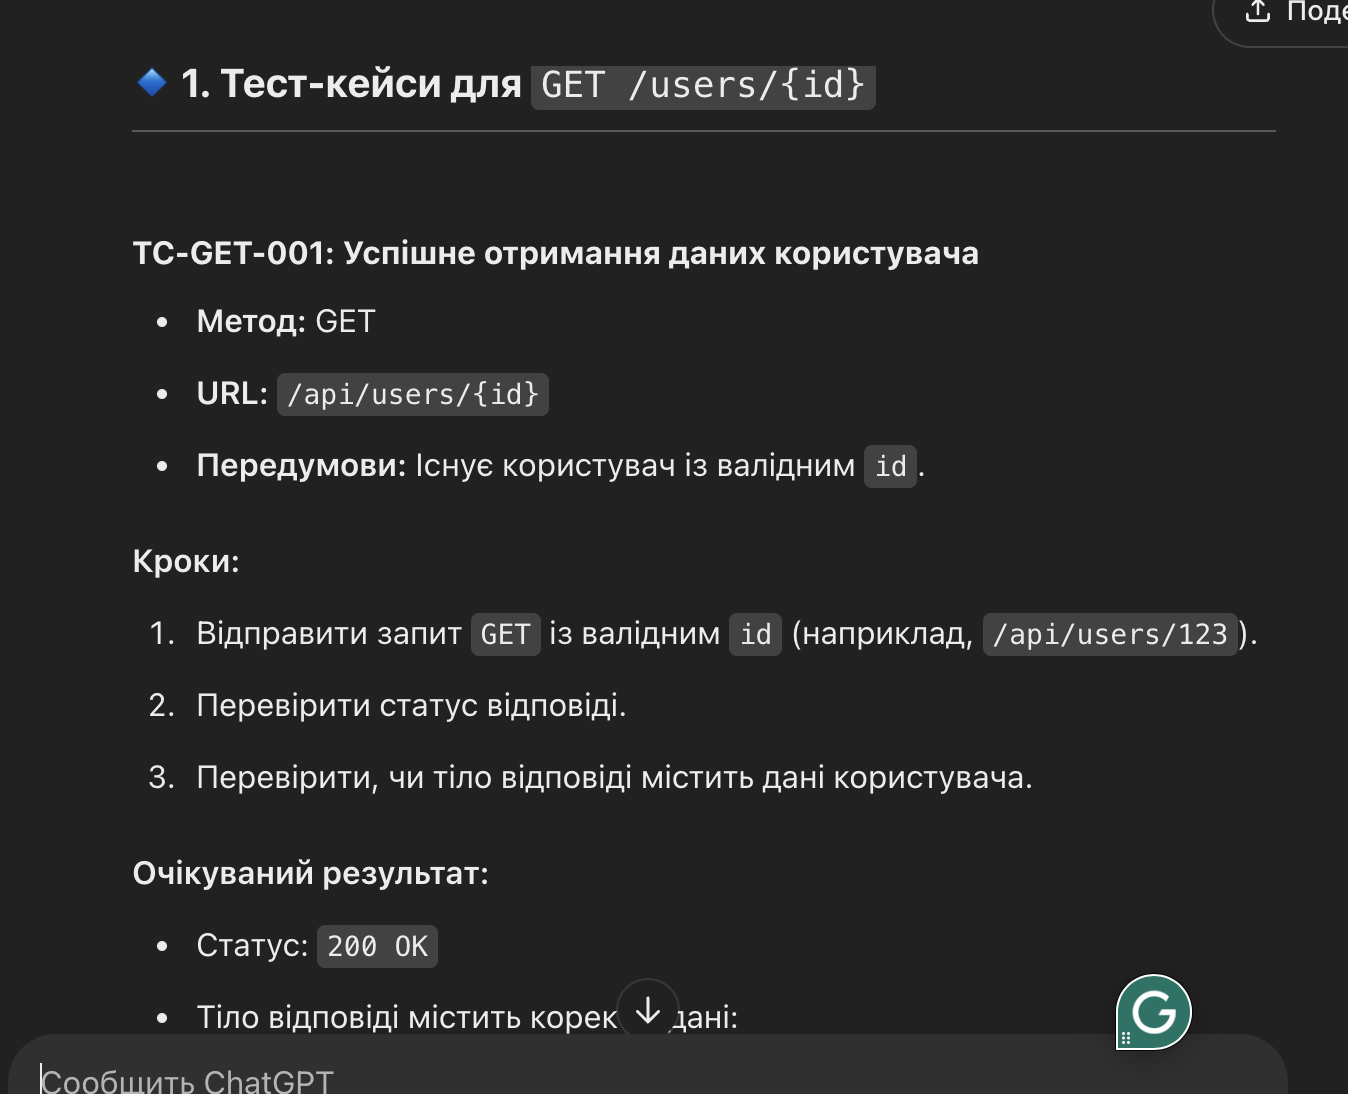 Поде
1. Тест-кейси для GET /users/{id}
TC-GET-001: Успішне отримання даних користувача
• Метод: GET
• URL: /api/users/{id}
• Передумови: Існує користувач із валідним id.
Кроки:
1. Відправити запит GET із валідним id (наприклад, /api/users/123).
2. Перевірити статус відповіді.
3. Перевірити, чи тіло відповіді містить дані користувача.
Очікуваний результат:
• Статус: 200 OK
• Тіло відповіді містить корек дані:
Сообщить ChatGPT